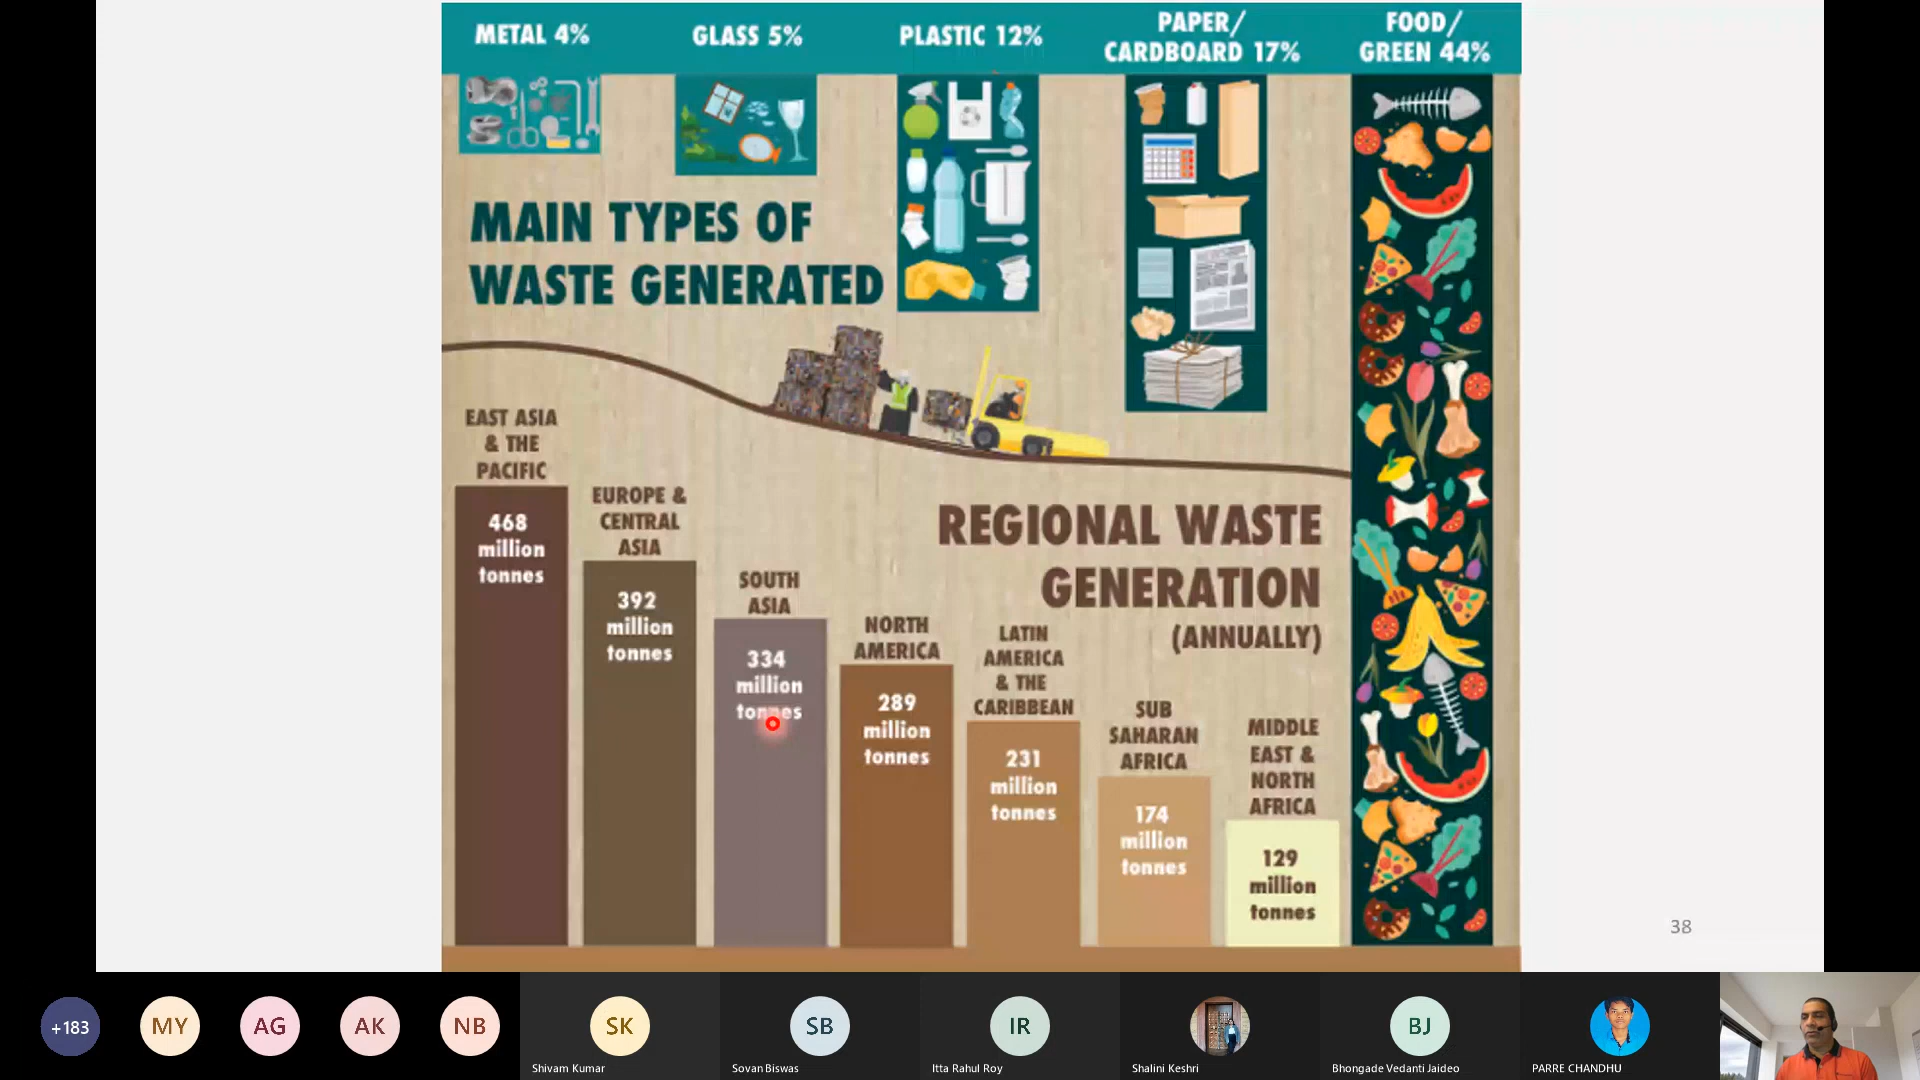 METAL 4%
GLASS 5%
PLASTIC 12%
PAPER/
CARDBOARD 17%
FOOD/
GREEN 44%
MAIN TYPES OF
WASTE GENERATED
EAST ASIA
& THE
PACIFIC
468
million
tonnes
EUROPE &
CENTRAL
ASIA
392
million
tonnes
SOUTH
ASIA
334
million
tonnes
NORTH
AMERICA
289
million
tonnes
LATIN
AMERICA
& THE
CARIBBEAN
231
million
tonnes
SUB
SAHARAN
AFRICA
174
million
tonnes
MIDDLE
EAST &
NORTH
AFRICA
129
million
tonnes
REGIONAL WASTE
GENERATION
(ANNUALLY)
38
+183
MY
AG
AK
NB
SK
Shivam Kumar
SB
Sovan Biswas
IR
Itta Rahul Roy
Shalini Keshri
BJ
Bhongade Vedanti Jaideo
PARRE CHANDHU